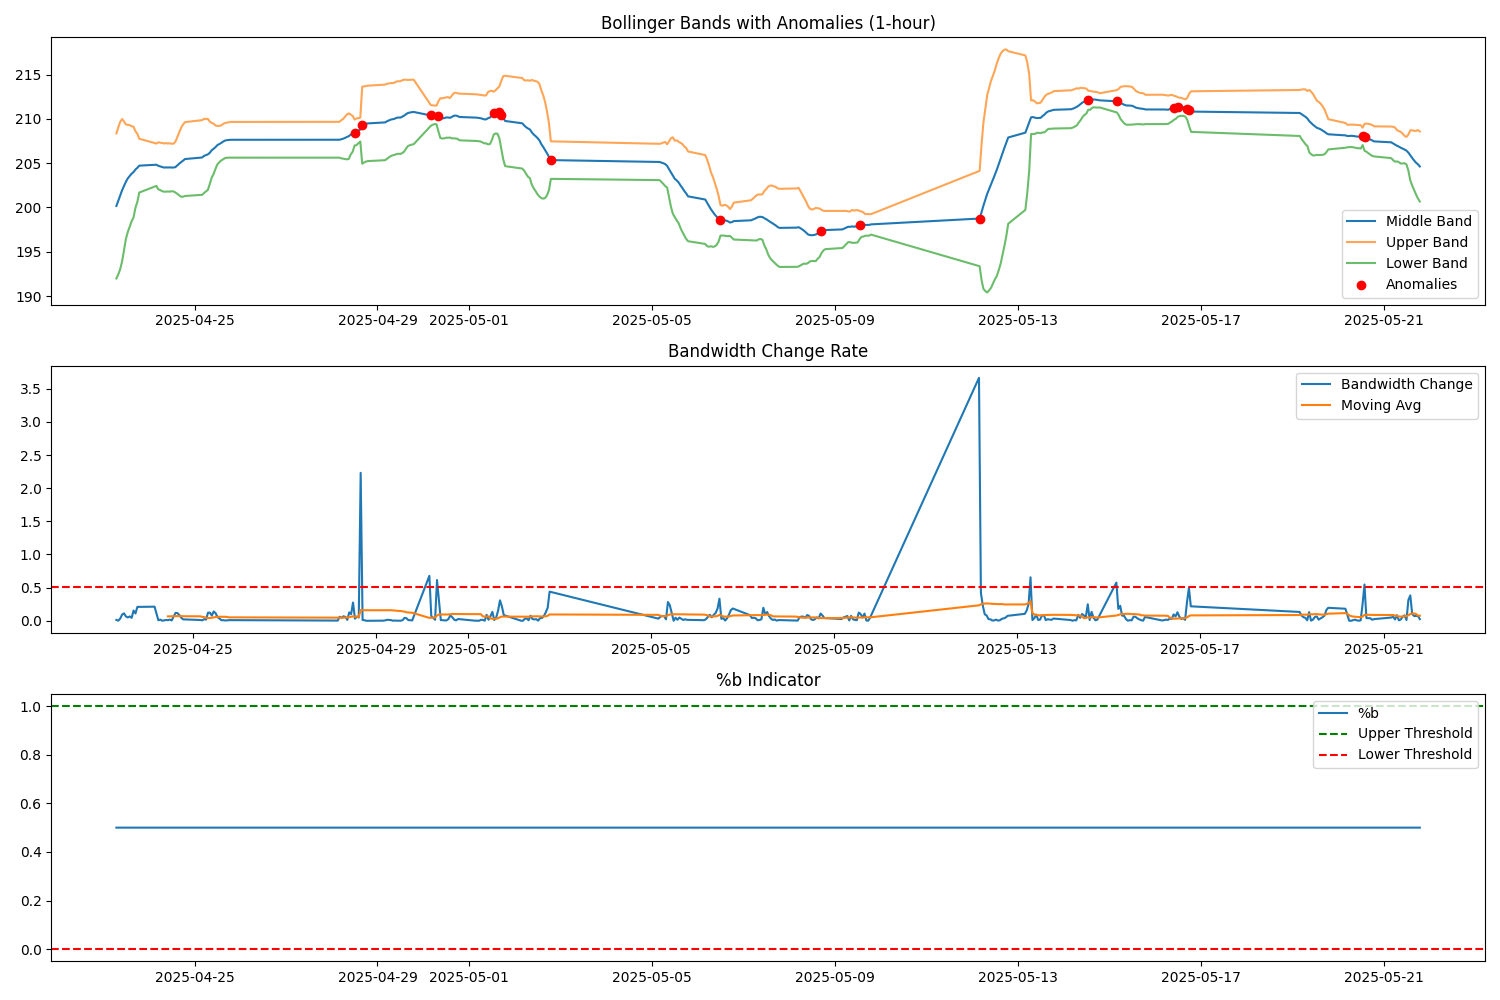 Bollinger Bands with Anomalies (1-hour)
215
210
205
200
195
190
Middle Band
Upper Band
Lower Band
Anomalies
2025-04-25 2025-04-29 2025-05-01 2025-05-05 2025-05-09 2025-05-13 2025-05-17 2025-05-21
Bandwidth Change Rate
3.5
3.0
2.5
2.0
1.5
1.0
0.5
0.0
Bandwidth Change
Moving Avg
2025-04-25 2025-04-29 2025-05-01 2025-05-05 2025-05-09 2025-05-13 2025-05-17 2025-05-21
%b Indicator
1.0
0.8
0.6
0.4
0.2
0.0
%b
Upper Threshold
Lower Threshold
2025-04-25 2025-04-29 2025-05-01 2025-05-05 2025-05-09 2025-05-13 2025-05-17 2025-05-21